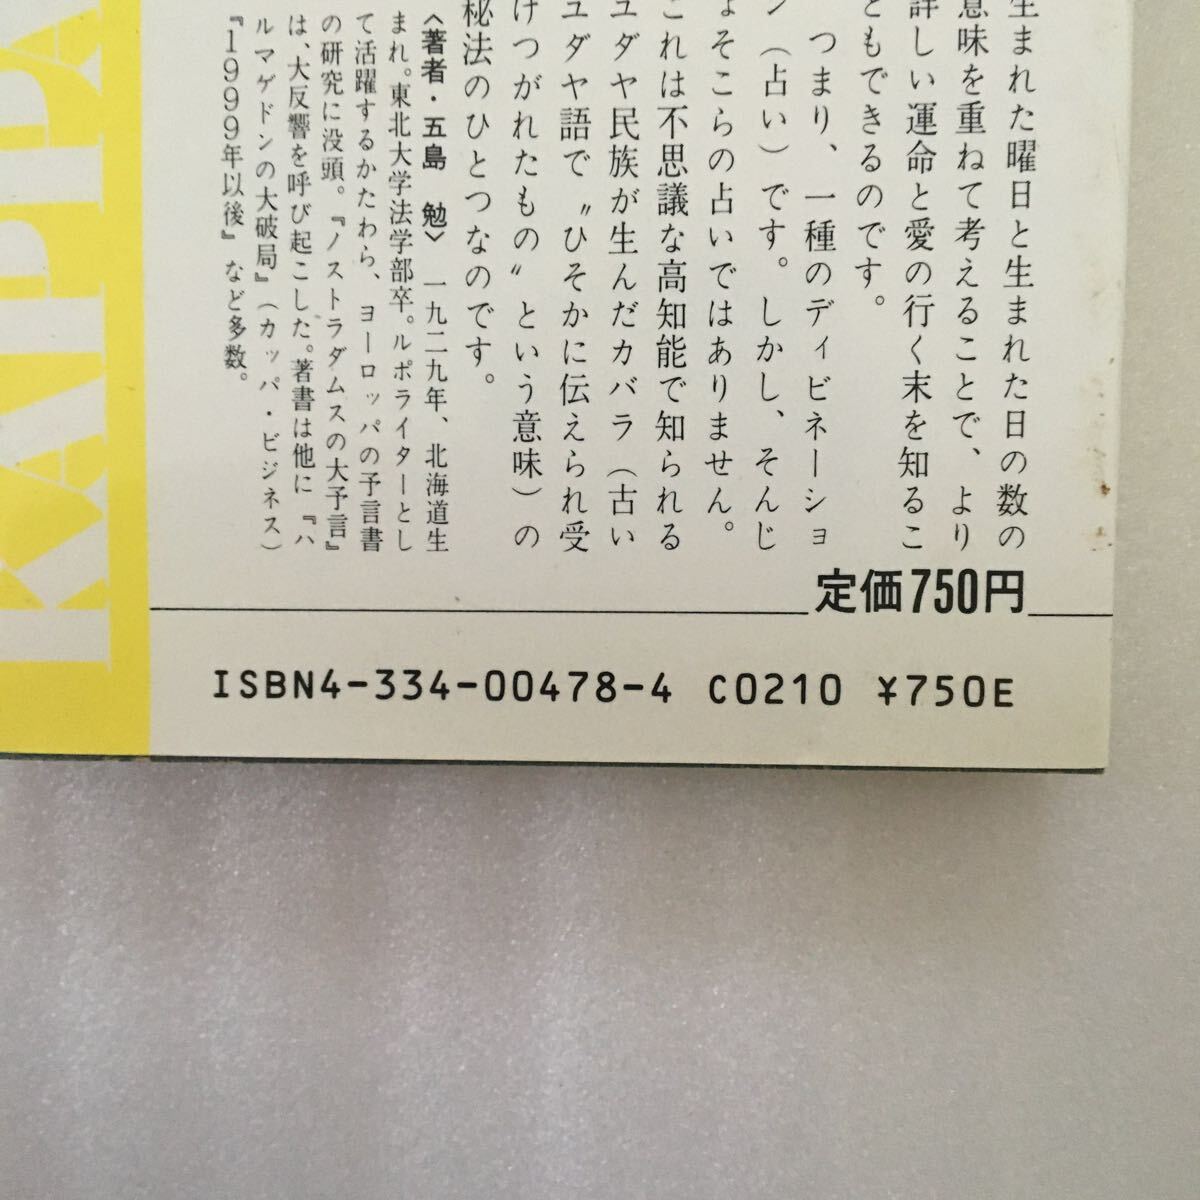 生まれた曜日と生まれた日の数の
意味を重ねて考えることで、より
詳しい運命と愛の行く末を知るこ
ともできるのです。
つまり、一種のディビネーショ
ン（占い）です。しかし、そんじ
ょそこらの占いではありません。
これは不思議な高知能で知られる
ユダヤ民族が生んだカバラ（古い
ユダヤ語で〝ひそかに伝えられ受
けつがれたもの〟という意味）の
秘法のひとつなのです。
〈著者・五島 勉〉 一九二九年、北海道生
まれ。東北大学法学部卒。ルポライターとし
て活躍するかたわら、ヨーロッパの予言書
の研究に没頭。『ノストラダムスの大予言』
は、大反響を呼び起こした。著書は他に『ハ
ルマゲドンの大破局』（カッパ・ビジネス）
『1999年以後』など多数。
定価750円
ISBN4-334-00478-4 C0210 ¥750E